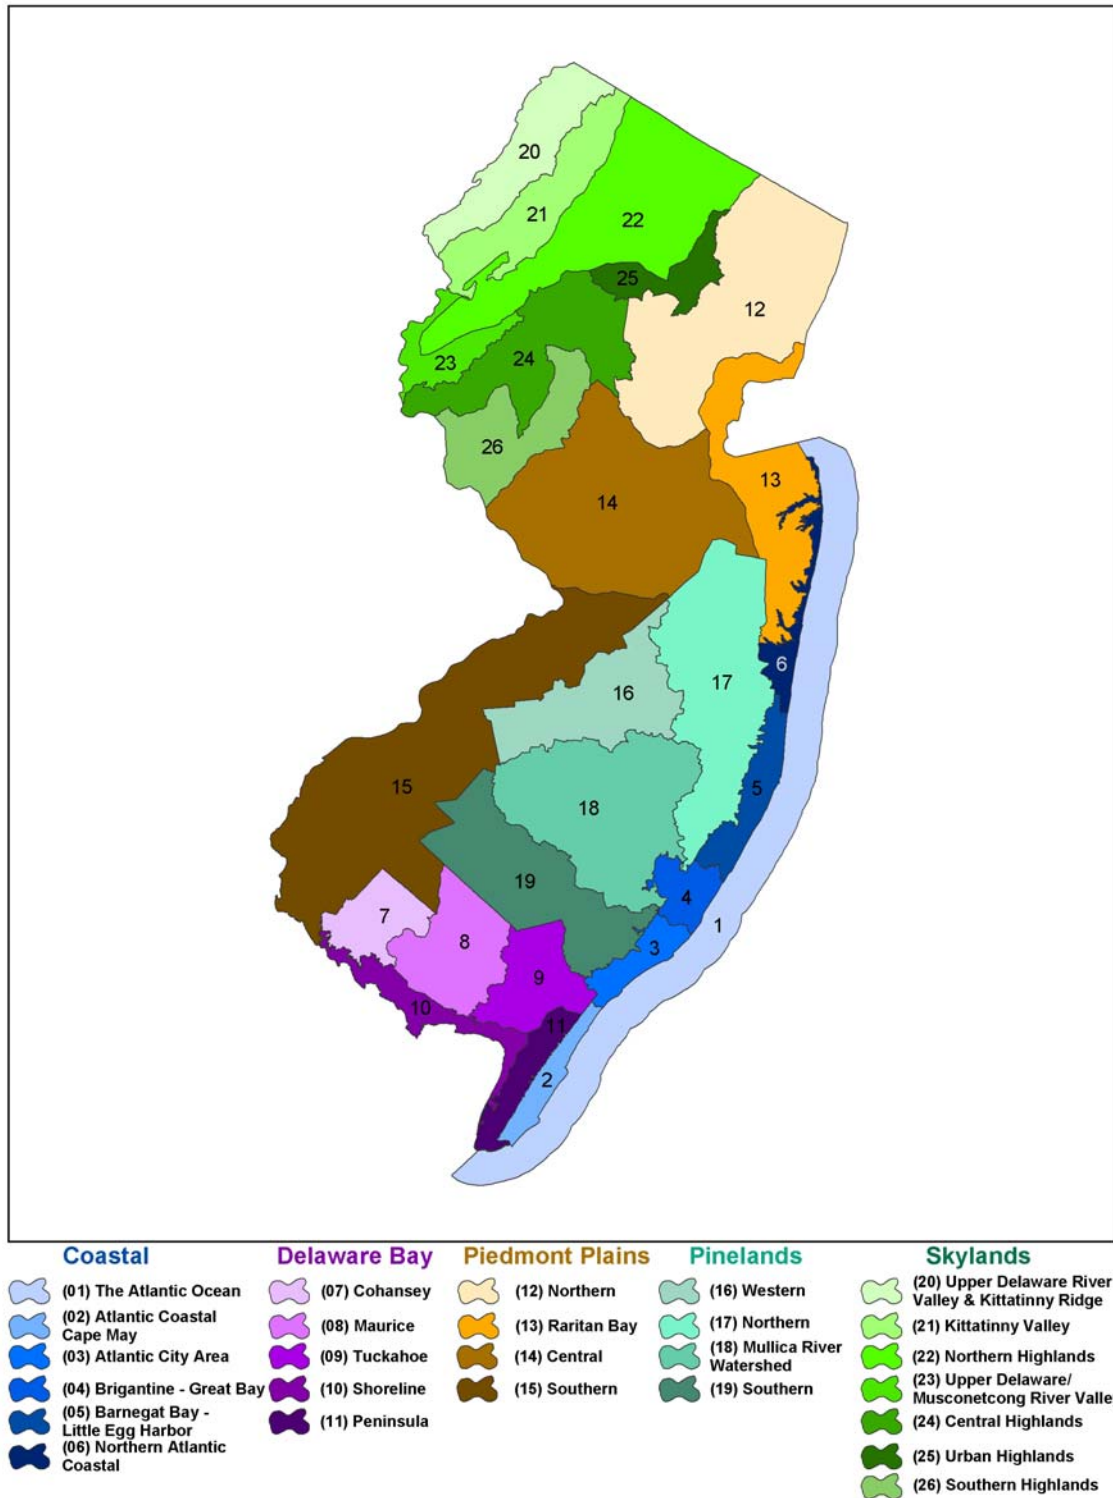 20
21
22
25
12
23
24
26
13
14
6
17
16
5
15
18
19
4
1
7
8
3
9
10
11
2
Coastal
(01) The Atlantic Ocean
(02) Atlantic Coastal
Cape May
(03) Atlantic City Area
(04) Brigantine - Great Bay
(05) Barnegat Bay -
Little Egg Harbor
(06) Northern Atlantic
Coastal
Delaware Bay
(07) Cohansey
(08) Maurice
(09) Tuckahoe
(10) Shoreline
(11) Peninsula
Piedmont Plains
(12) Northern
(13) Raritan Bay
(14) Central
(15) Southern
Pinelands
(16) Western
(17) Northern
(18) Mullica River
Watershed
(19) Southern
Skylands
(20) Upper Delaware River
Valley & Kittatinny Ridge
(21) Kittatinny Valley
(22) Northern Highlands
(23) Upper Delaware/
Musconetcong River Valle
(24) Central Highlands
(25) Urban Highlands
(26) Southern Highlands